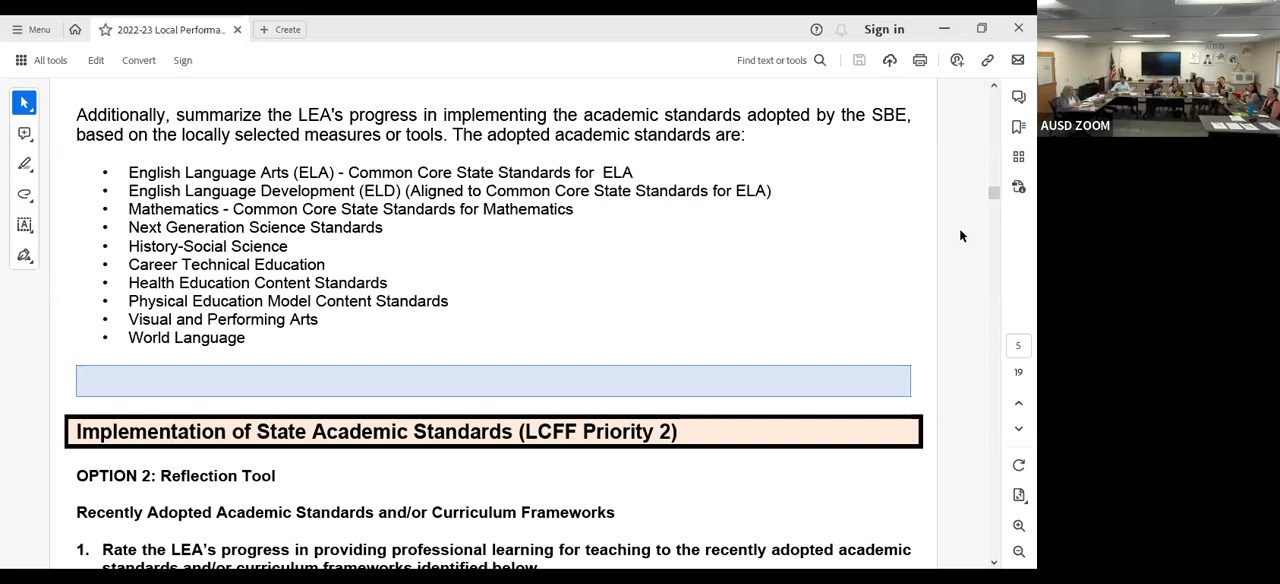 Menu
2022-23 Local Performa...
Create
Sign in
All tools
Edit
Convert
Sign
Find text or tools
Additionally, summarize the LEA's progress in implementing the academic standards adopted by the SBE,
based on the locally selected measures or tools. The adopted academic standards are:
• English Language Arts (ELA) - Common Core State Standards for ELA
• English Language Development (ELD) (Aligned to Common Core State Standards for ELA)
• Mathematics - Common Core State Standards for Mathematics
• Next Generation Science Standards
• History-Social Science
• Career Technical Education
• Health Education Content Standards
• Physical Education Model Content Standards
• Visual and Performing Arts
• World Language
Implementation of State Academic Standards (LCFF Priority 2)
OPTION 2: Reflection Tool
Recently Adopted Academic Standards and/or Curriculum Frameworks
1. Rate the LEA's progress in providing professional learning for teaching to the recently adopted academic
standards and/or curriculum frameworks identified below.
5
19
AUSD ZOOM